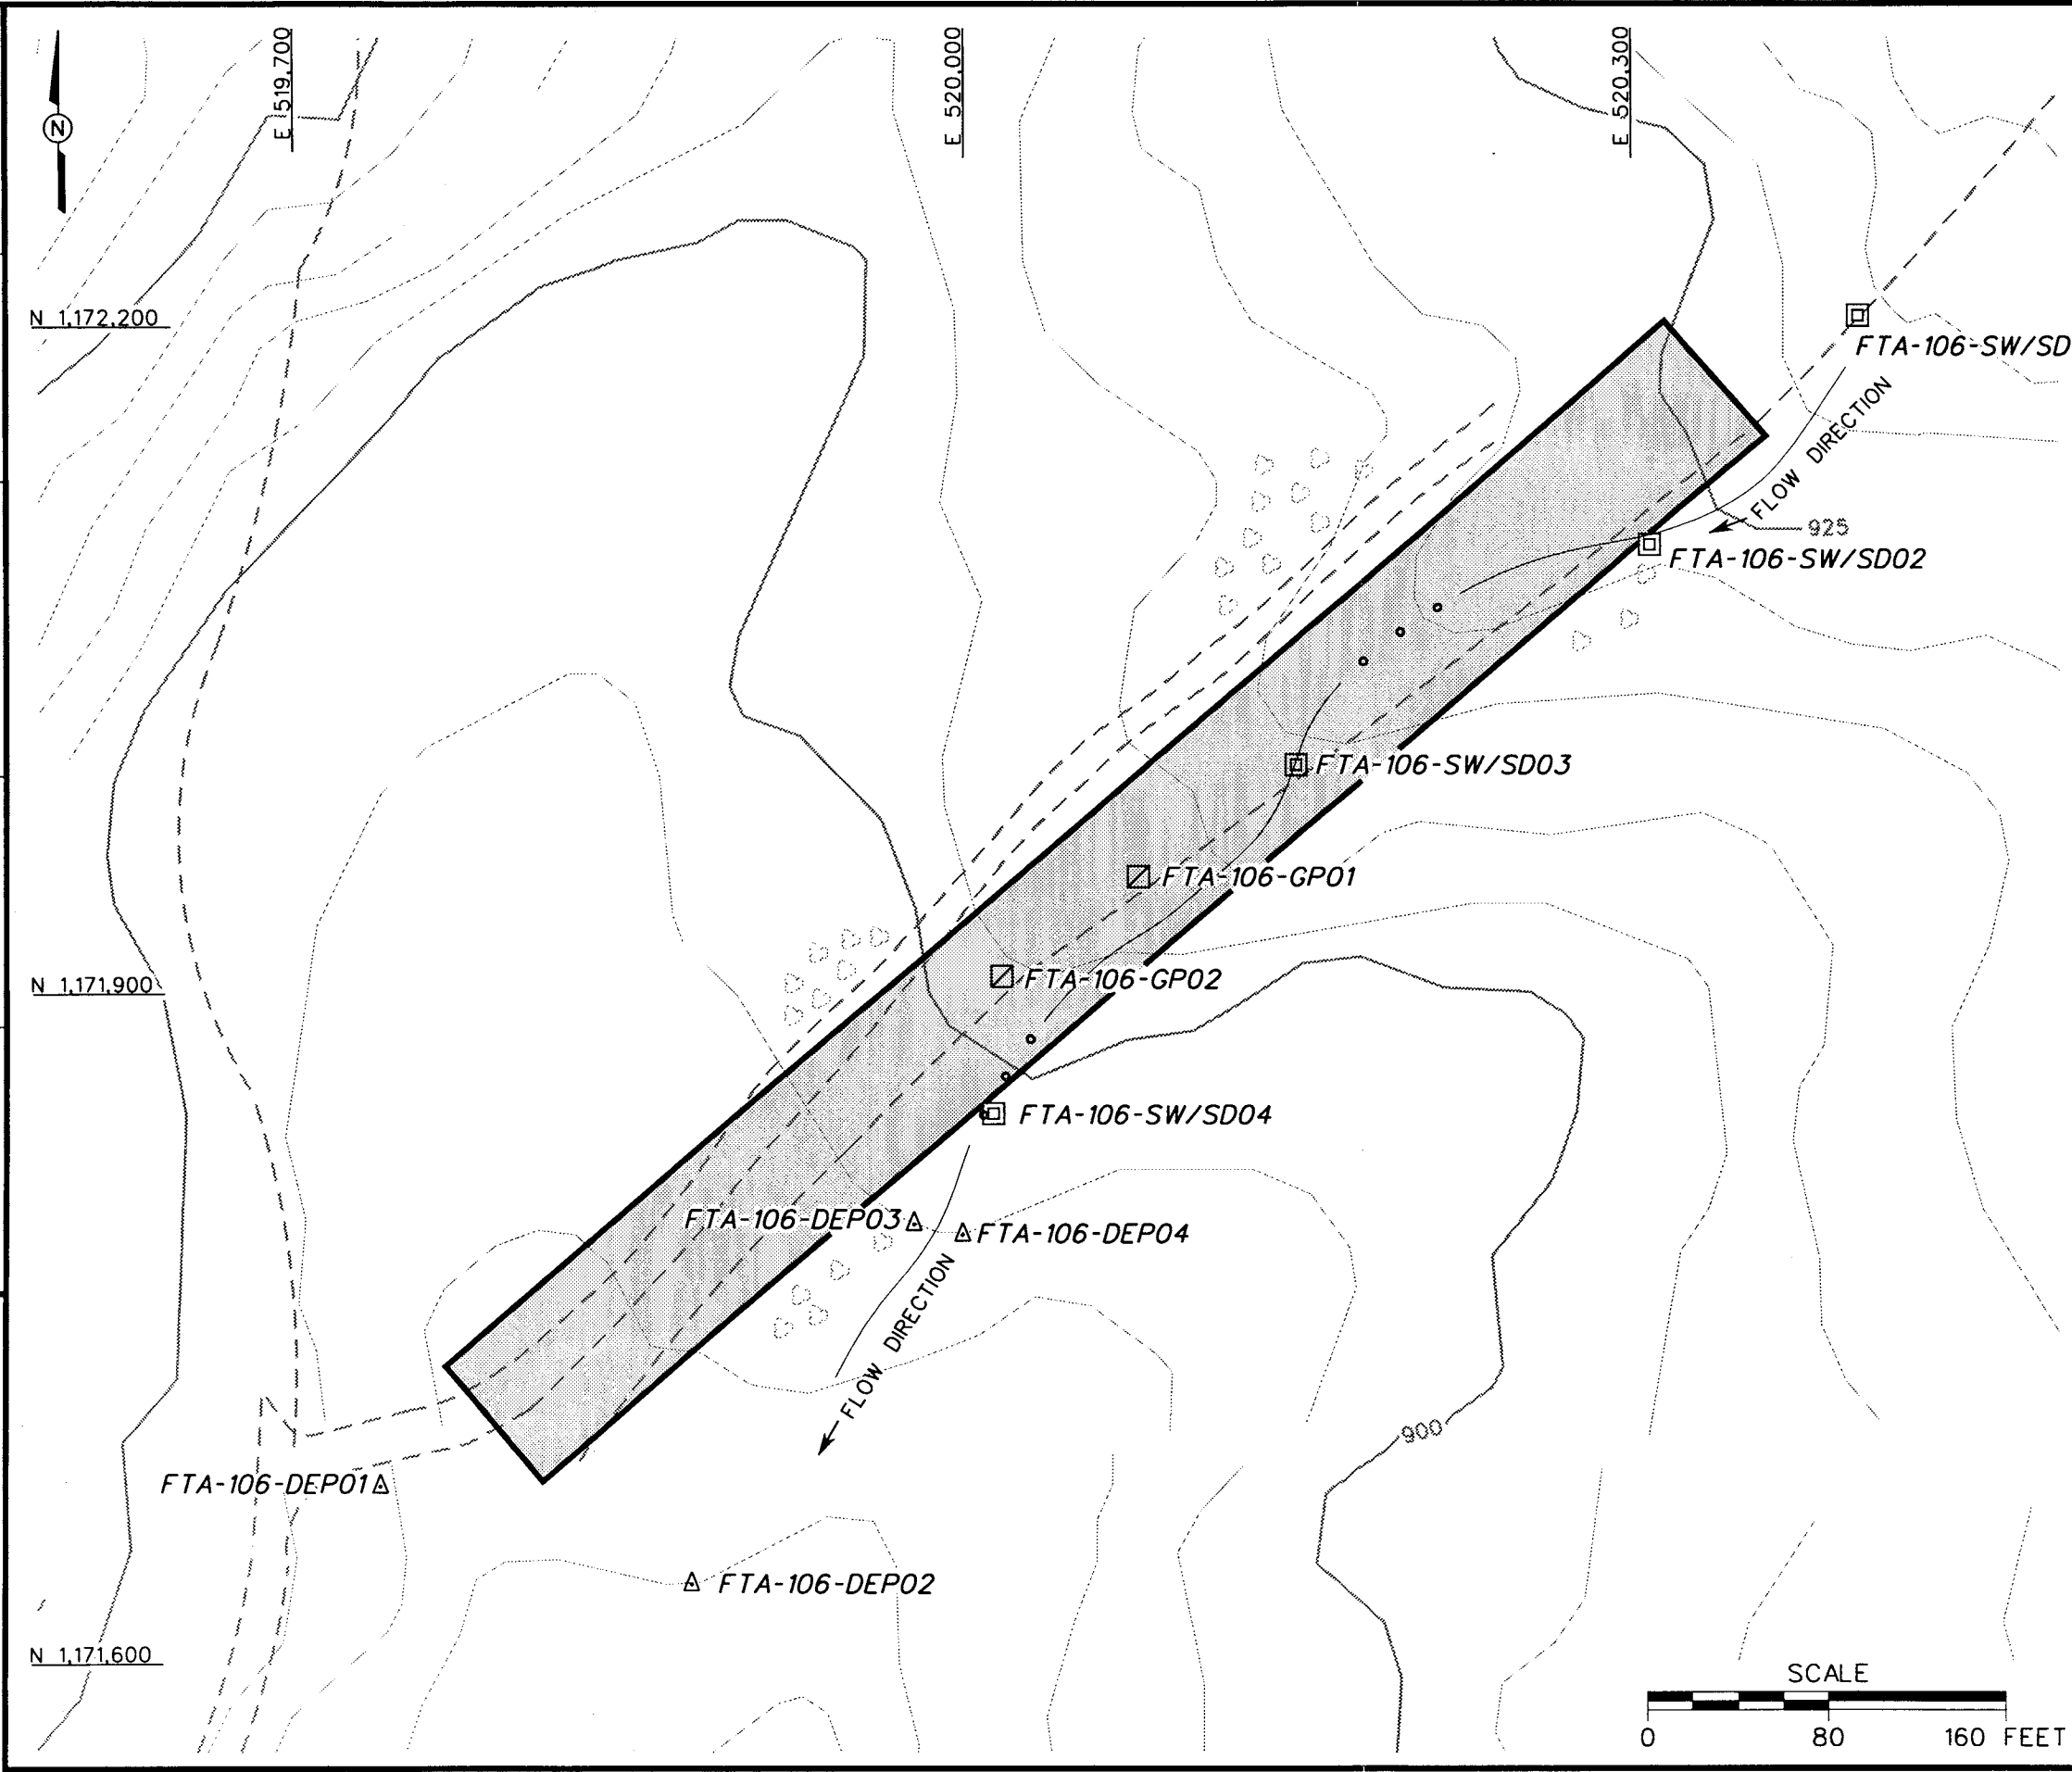 E 519,700
E 520,000
E 520,300
N
N 1,172,200
FTA-106-SW/SD
FLOW DIRECTION
925
FTA-106-SW/SD02
FTA-106-SW/SD03
FTA-106-GP01
FTA-106-GP02
N 1,171,900
FTA-106-SW/SD04
FTA-106-DEP03
FTA-106-DEP04
FLOW DIRECTION
900
FTA-106-DEP01
FTA-106-DEP02
N 1,171,600
SCALE
0 80 160 FEET